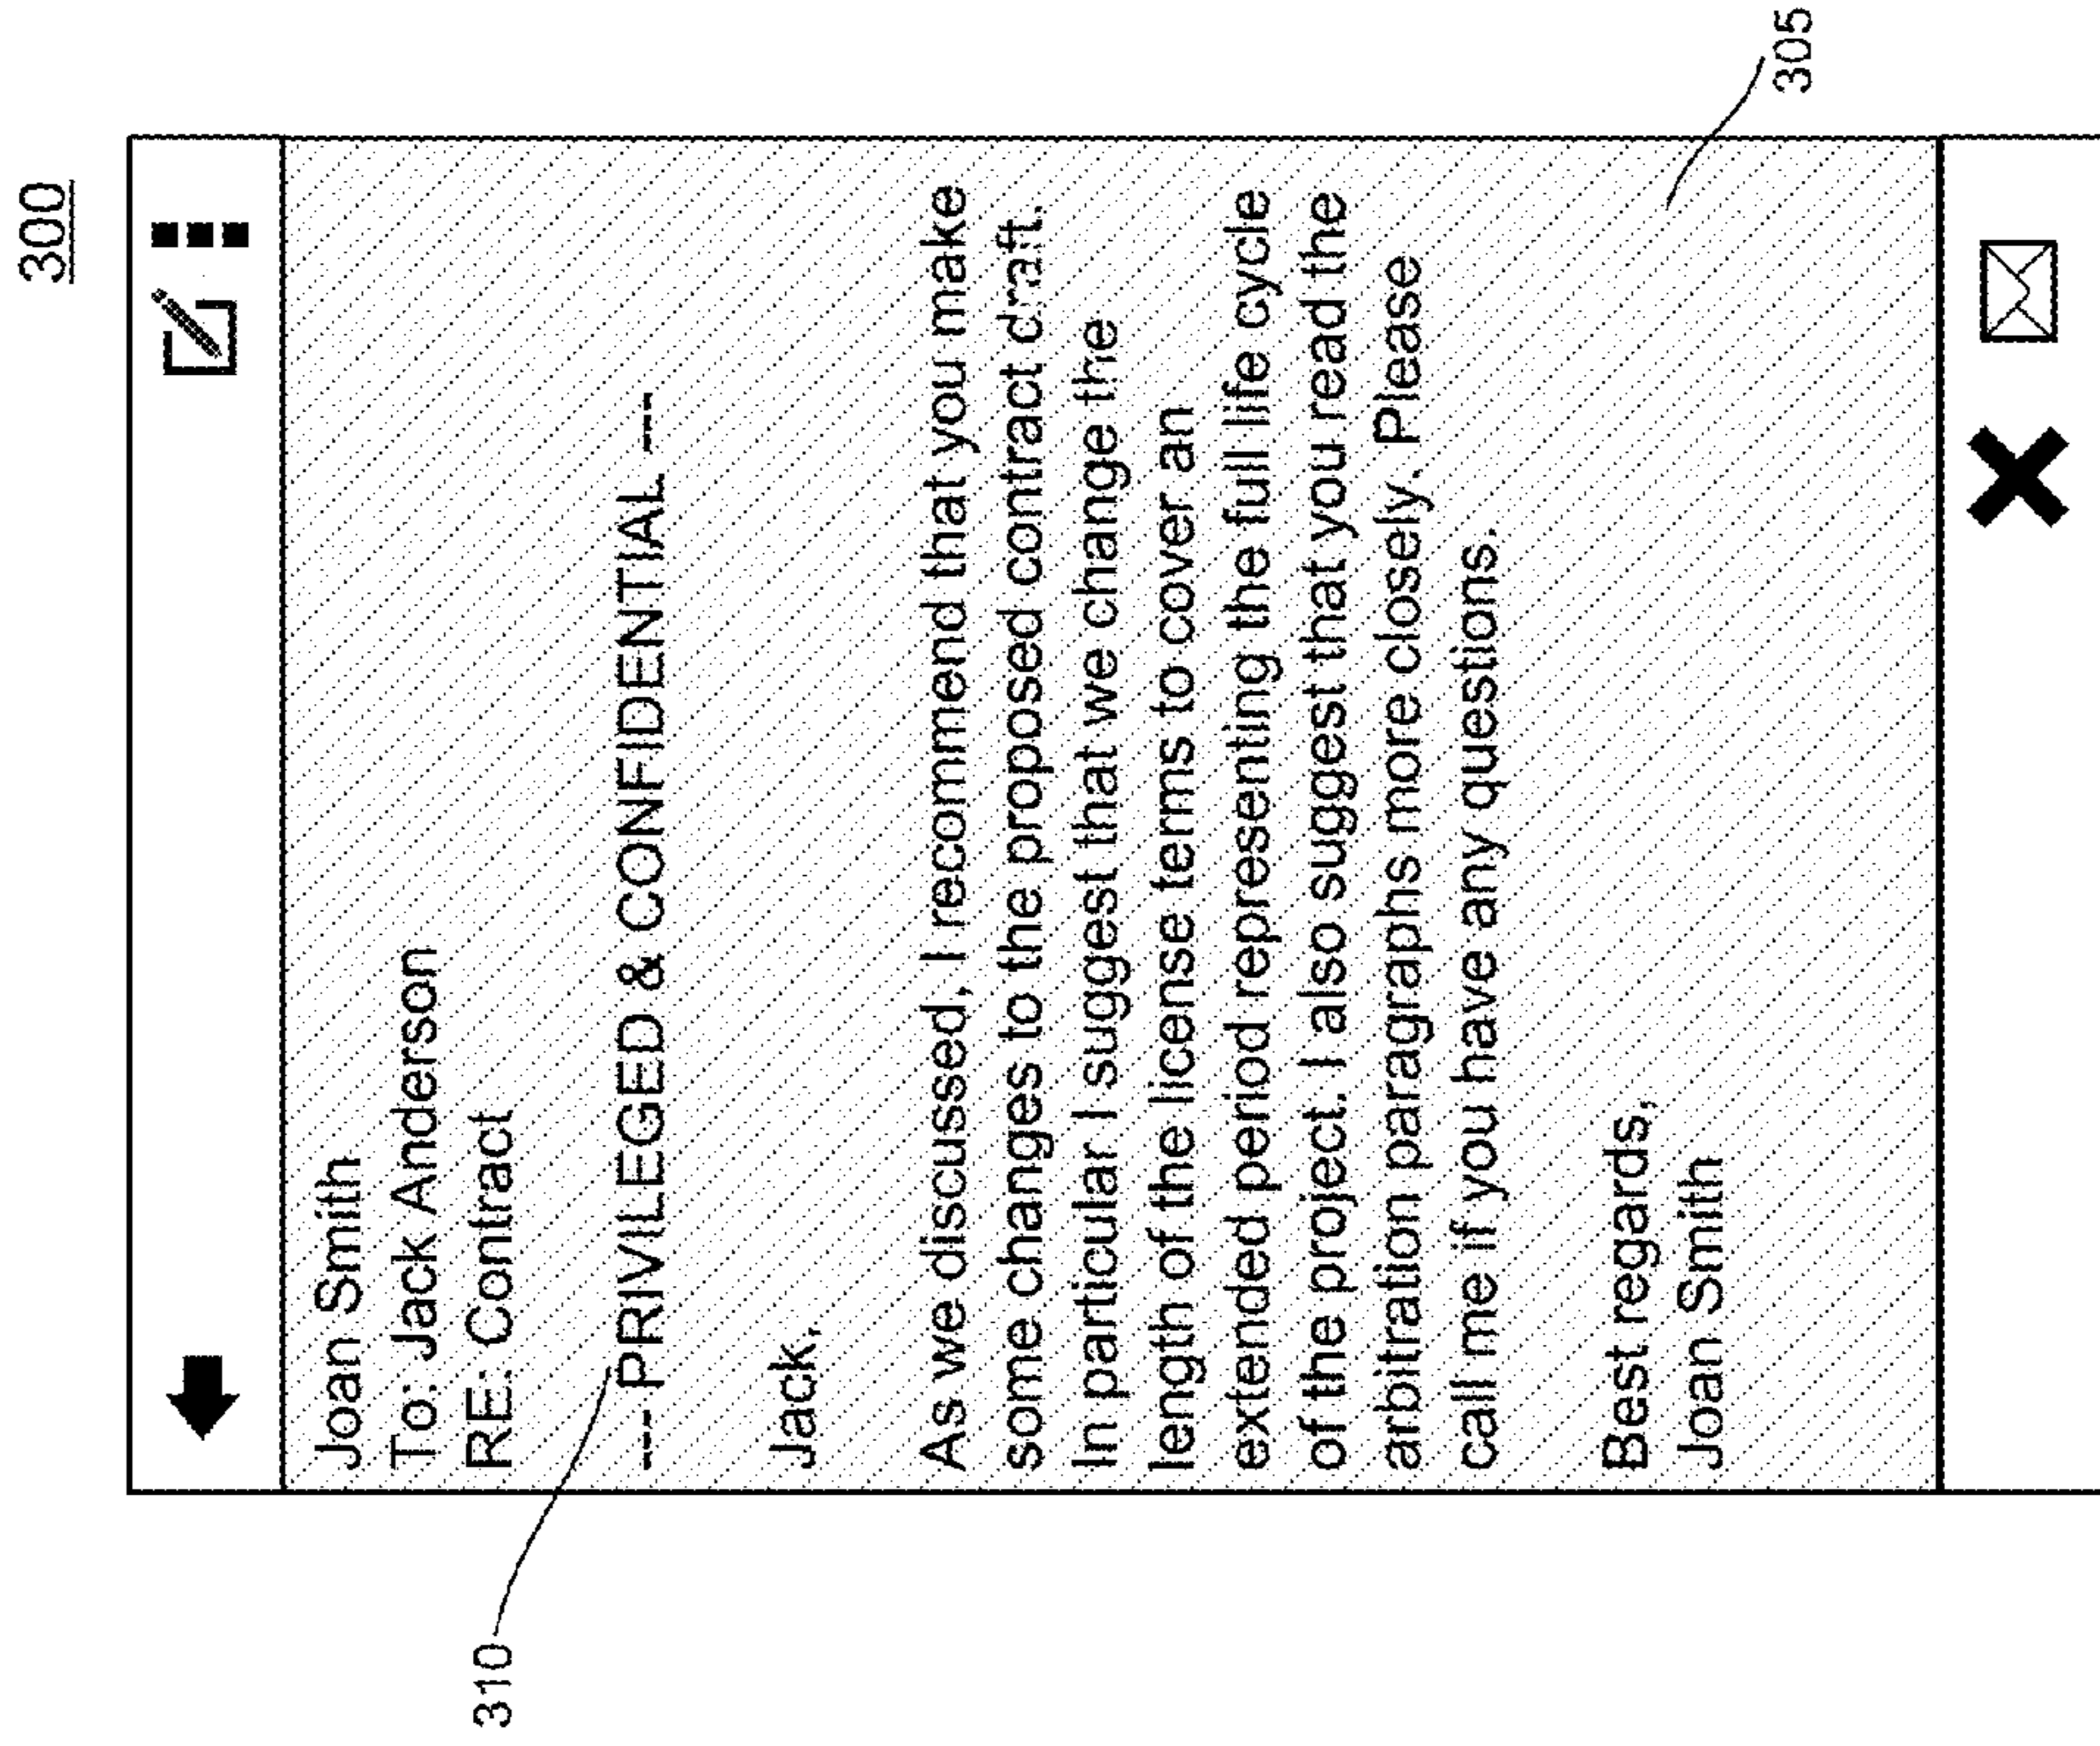 300
Joan Smith
To: Jack Anderson
RE: Contract
310
--- PRIVILEGED & CONFIDENTIAL ---
Jack,
As we discussed, I recommend that you make
some changes to the proposed contract draft.
In particular I suggest that we change the
length of the license terms to cover an
extended period representing the full life cycle
of the project. I also suggest that you read the
arbitration paragraphs more closely. Please
call me if you have any questions.
Best regards,
Joan Smith
305